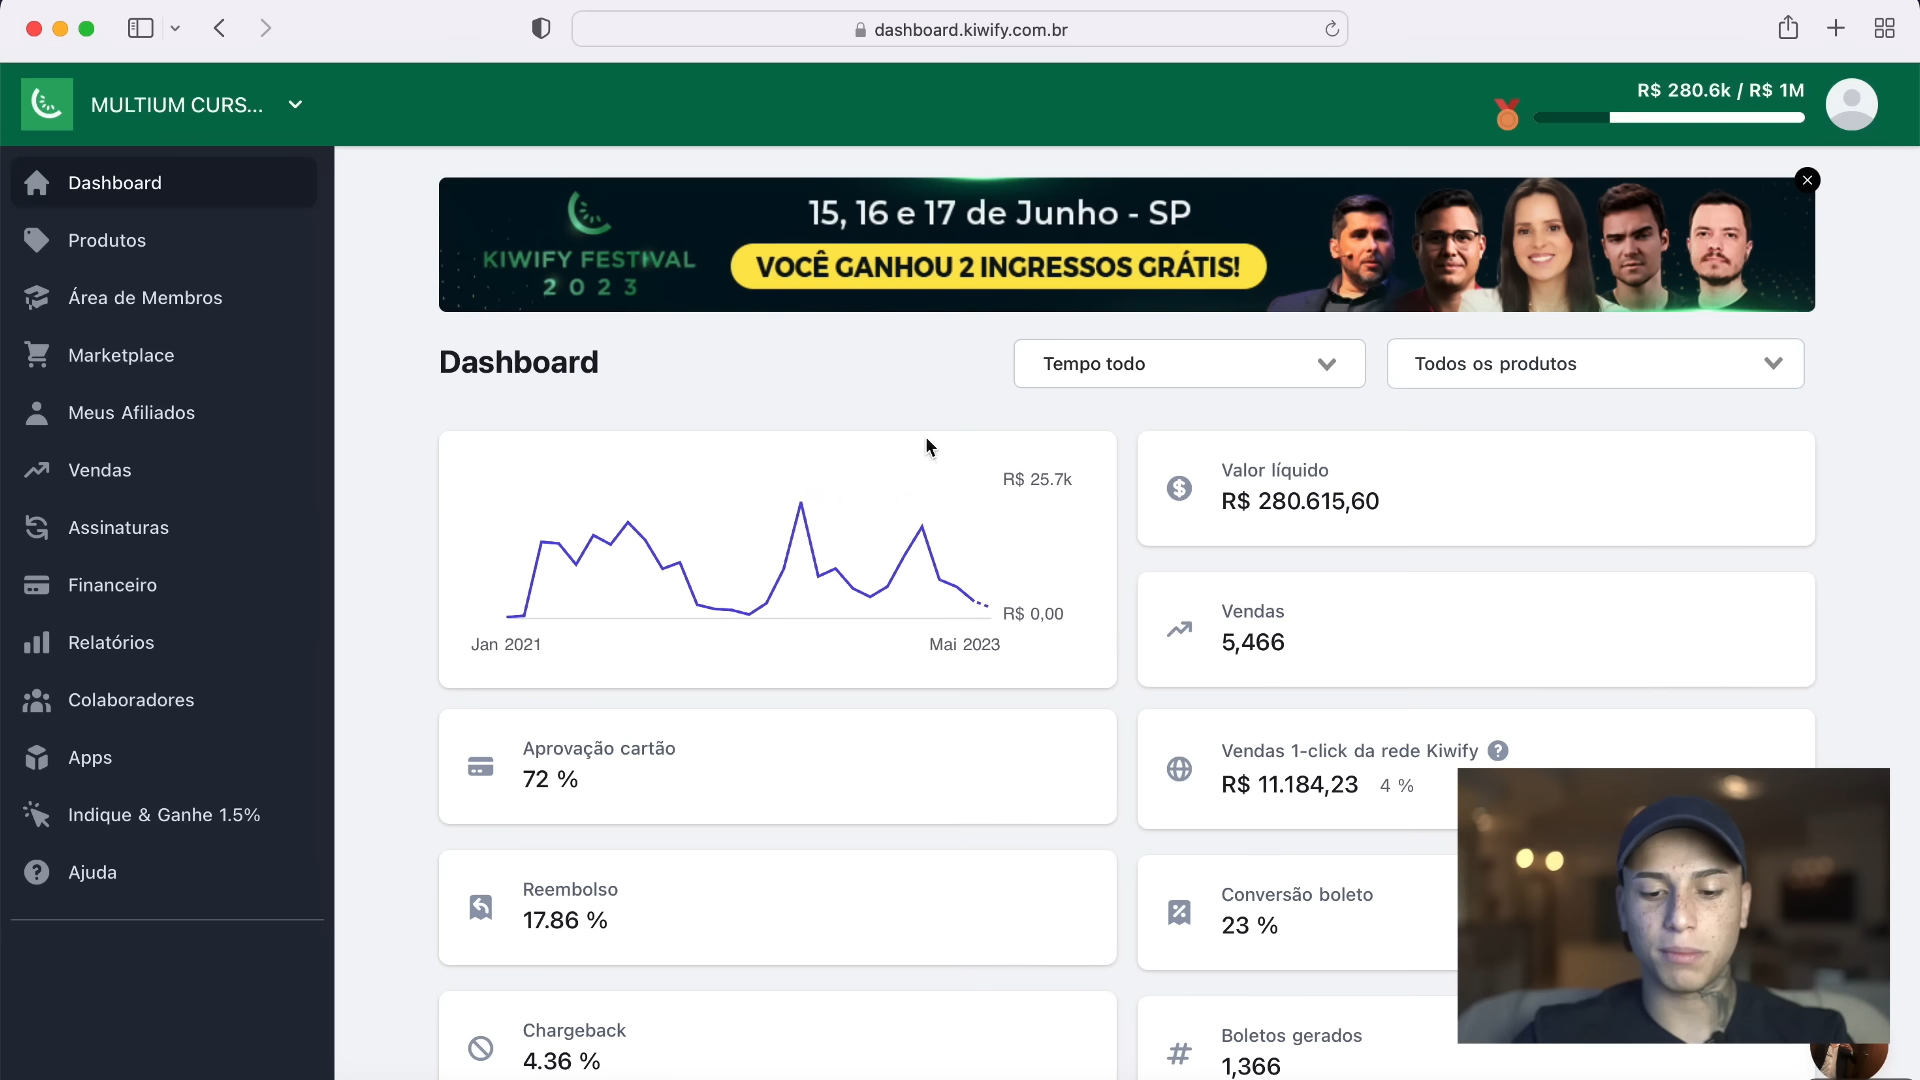 dashboard.kiwify.com.br
MULTIUM CURS...
R$ 280.6k / R$ 1M
Dashboard
Produtos
Área de Membros
Marketplace
Meus Afiliados
Vendas
Assinaturas
Financeiro
Relatórios
Colaboradores
Apps
Indique & Ganhe 1.5%
Ajuda
KIWIFY FESTIVAL
2023
15, 16 e 17 de Junho - SP
VOCÊ GANHOU 2 INGRESSOS GRÁTIS!
Dashboard
Tempo todo
Todos os produtos
R$ 25.7k
R$ 0,00
Jan 2021
Mai 2023
Valor líquido
R$ 280.615,60
Vendas
5,466
Aprovação cartão
72 %
Vendas 1-click da rede Kiwify
R$ 11.184,23 4 %
Reembolso
17.86 %
Conversão boleto
23 %
Chargeback
4.36 %
Boletos gerados
1,366